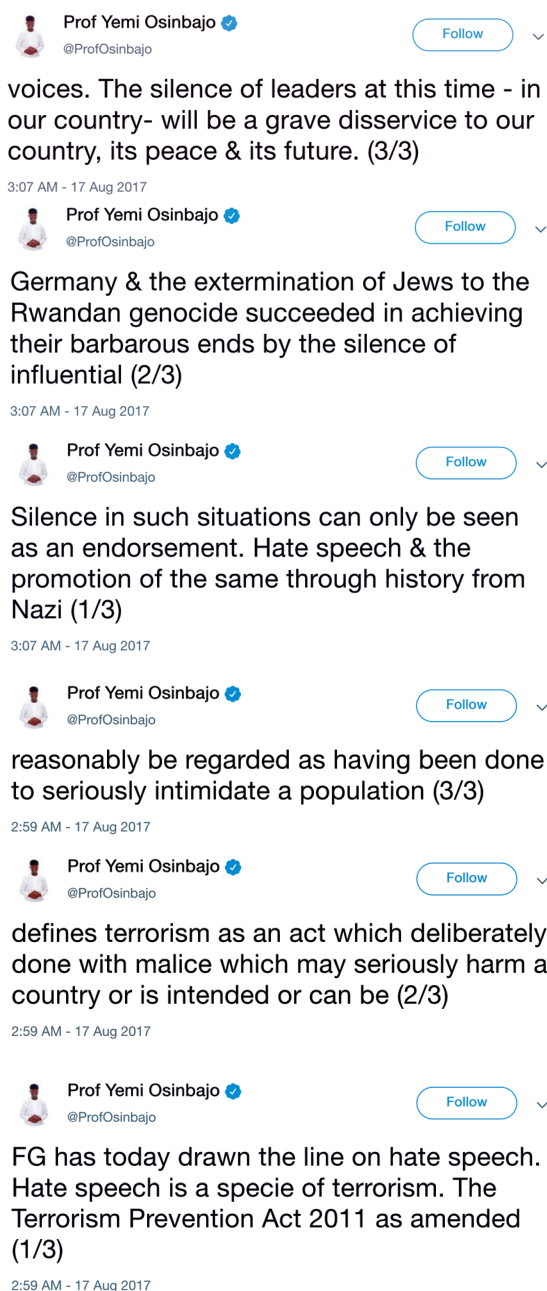 Prof Yemi Osinbajo
@ProfOsinbajo
Follow
voices. The silence of leaders at this time - in
our country- will be a grave disservice to our
country, its peace & its future. (3/3)
3:07 AM - 17 Aug 2017
Prof Yemi Osinbajo
@ProfOsinbajo
Follow
Germany & the extermination of Jews to the
Rwandan genocide succeeded in achieving
their barbarous ends by the silence of
influential (2/3)
3:07 AM - 17 Aug 2017
Prof Yemi Osinbajo
@ProfOsinbajo
Follow
Silence in such situations can only be seen
as an endorsement. Hate speech & the
promotion of the same through history from
Nazi (1/3)
3:07 AM - 17 Aug 2017
Prof Yemi Osinbajo
@ProfOsinbajo
Follow
reasonably be regarded as having been done
to seriously intimidate a population (3/3)
2:59 AM - 17 Aug 2017
Prof Yemi Osinbajo
@ProfOsinbajo
Follow
defines terrorism as an act which deliberately
done with malice which may seriously harm a
country or is intended or can be (2/3)
2:59 AM - 17 Aug 2017
Prof Yemi Osinbajo
@ProfOsinbajo
Follow
FG has today drawn the line on hate speech.
Hate speech is a specie of terrorism. The
Terrorism Prevention Act 2011 as amended
(1/3)
2:59 AM - 17 Aug 2017